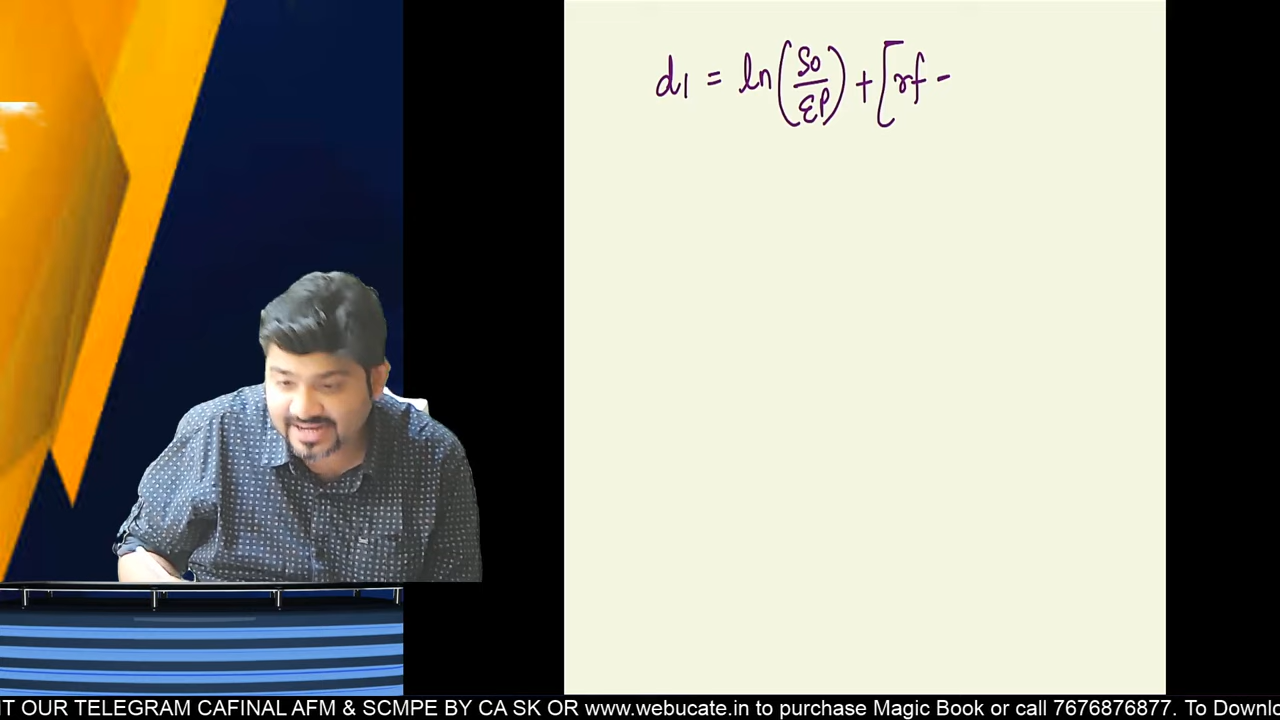 d1 = ln(S0/EP) + [rf -
IT OUR TELEGRAM CAFINAL AFM & SCMPE BY CA SK OR www.webucate.in to purchase Magic Book or call 7676876877. To Downlo